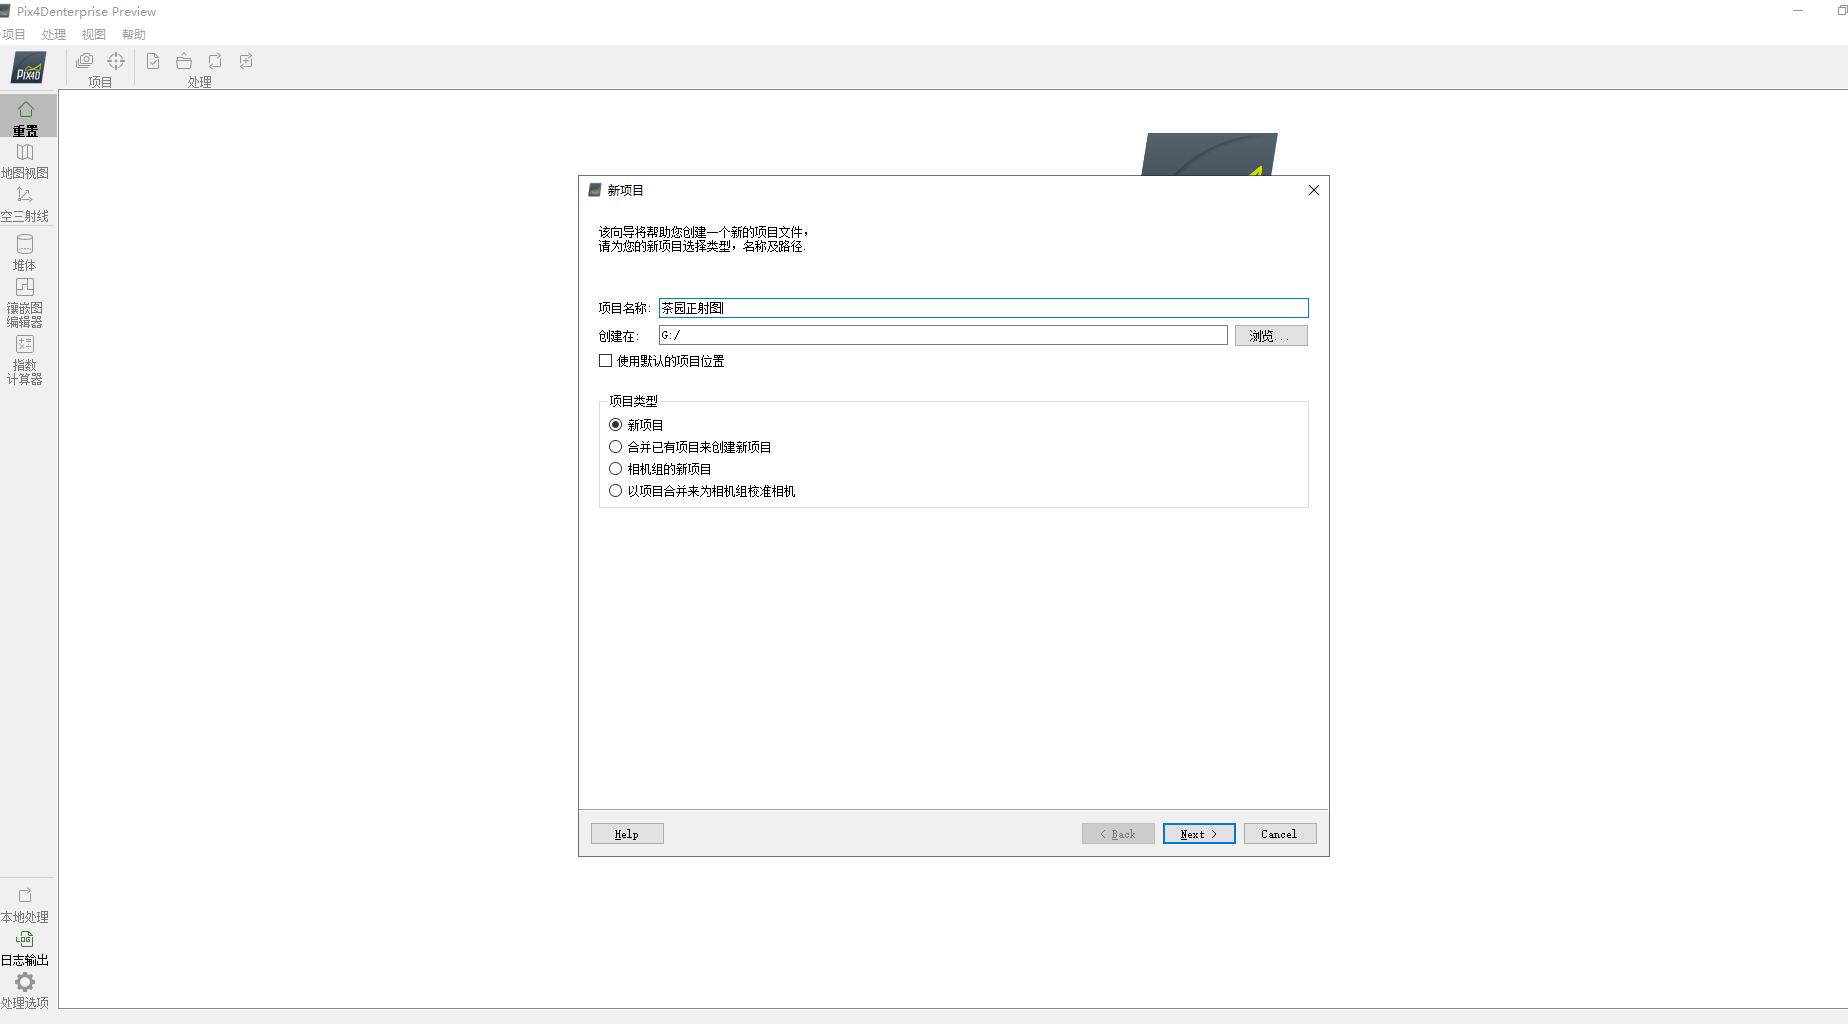 Pix4Denterprise Preview
项目 处理 视图 帮助
PIX4D
项目 处理
重置
地图视图
空三射线
堆体
镶嵌图
编辑器
指数
计算器
新项目
该向导将帮助您创建一个新的项目文件，
请为您的新项目选择类型，名称及路径.
项目名称: 茶园正射图
创建在: G:/ 浏览...
使用默认的项目位置
项目类型
新项目
合并已有项目来创建新项目
相机组的新项目
以项目合并来为相机组校准相机
Help < Back Next > Cancel
本地处理
LOG
日志输出
处理选项